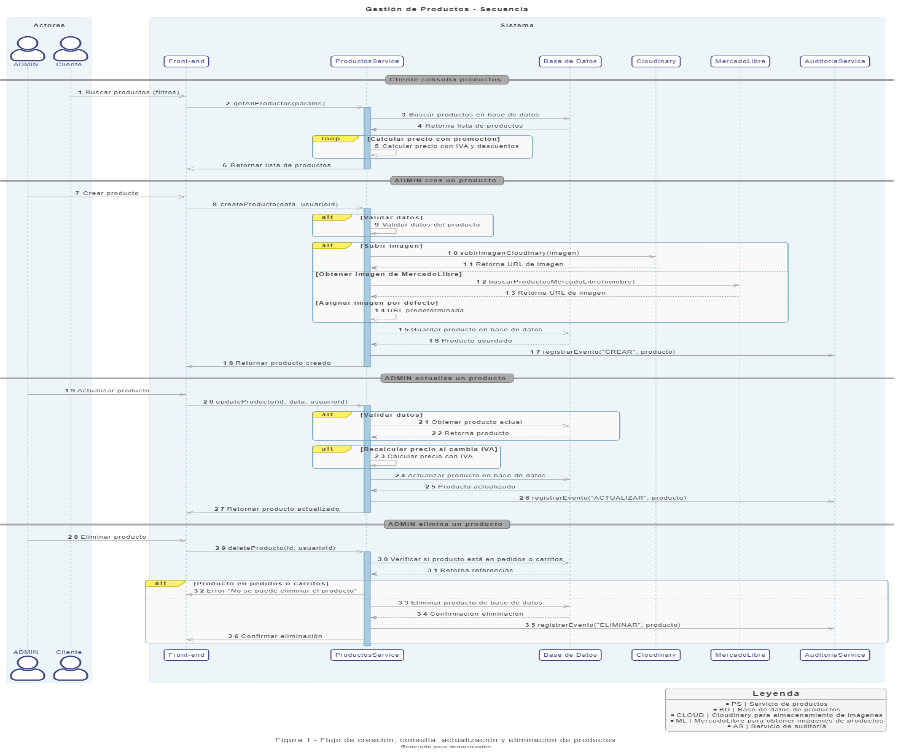 Gestión de Productos - Secuencia
Actores
Sistema
ADMIN
Cliente
Front-end
ProductosService
Base de Datos
Cloudinary
MercadoLibre
AuditoriaService
Cliente consulta productos
1 Buscar productos (filtros)
2 getAllProductos(params)
3 Buscar productos en base de datos
4 Retorna lista de productos
loop [Calcular precio con promoción]
5 Calcular precio con IVA y descuentos
6 Retornar lista de productos
ADMIN crea un producto
7 Crear producto
8 createProducto(data, usuarioId)
alt [Validar datos]
9 Validar datos del producto
alt [Subir imagen]
10 subirImagenCloudinary(imagen)
11 Retorna URL de imagen
[Obtener imagen de MercadoLibre]
12 buscarProductosMercadoLibre(nombre)
13 Retorna URL de imagen
[Asignar imagen por defecto]
14 URL predeterminada
15 Guardar producto en base de datos
16 Producto guardado
17 registrarEvento("CREAR", producto)
18 Retornar producto creado
ADMIN actualiza un producto
19 Actualizar producto
20 updateProducto(id, data, usuarioId)
alt [Validar datos]
21 Obtener producto actual
22 Retorna producto
alt [Recalcular precio si cambia IVA]
23 Calcular precio con IVA
24 Actualizar producto en base de datos
25 Producto actualizado
26 registrarEvento("ACTUALIZAR", producto)
27 Retornar producto actualizado
ADMIN elimina un producto
28 Eliminar producto
29 deleteProducto(id, usuarioId)
30 Verificar si producto está en pedidos o carritos
31 Retorna referencias
alt [Producto en pedidos o carritos]
32 Error "No se puede eliminar el producto"
33 Eliminar producto de base de datos
34 Confirmación eliminación
35 registrarEvento("ELIMINAR", producto)
36 Confirmar eliminación
ADMIN
Cliente
Front-end
ProductosService
Base de Datos
Cloudinary
MercadoLibre
AuditoriaService
Leyenda
● PS | Servicio de productos
● BD | Base de datos de productos
● CLOUD | Cloudinary para almacenamiento de imágenes
● ML | MercadoLibre para obtener imágenes de productos
● AS | Servicio de auditoría
Figura 1 - Flujo de creación, consulta, actualización y eliminación de productos
Generado para demostración